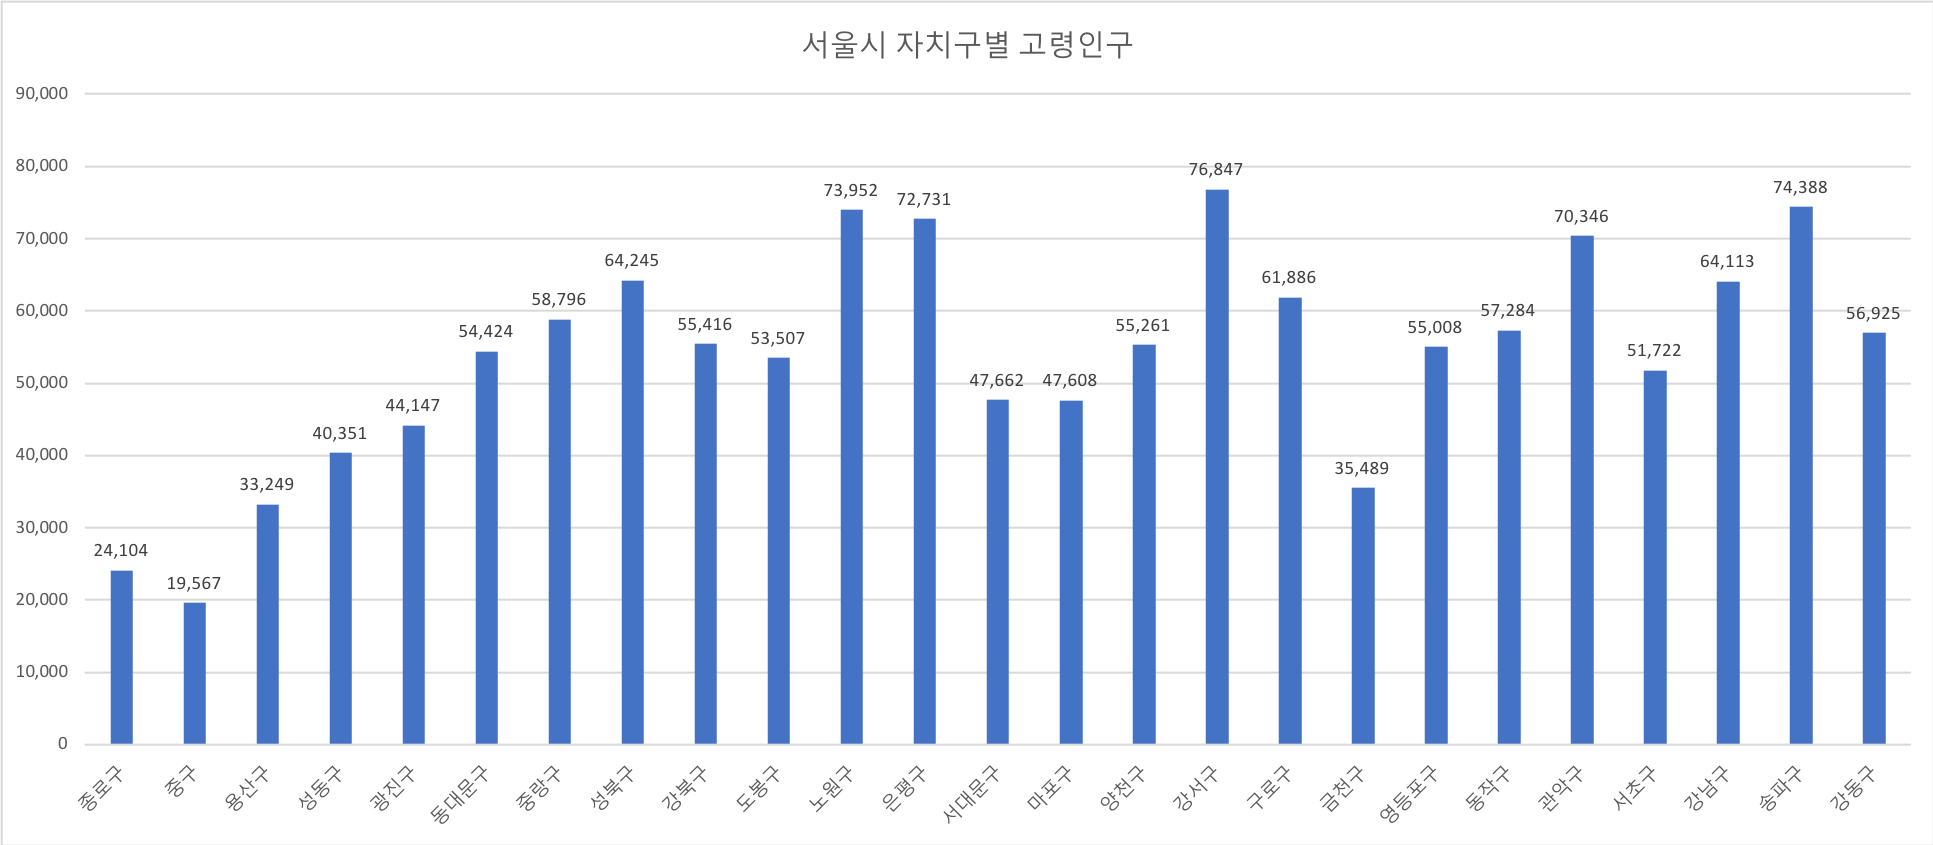 서울시 자치구별 고령인구
90,000
80,000
70,000
60,000
50,000
40,000
30,000
20,000
10,000
0
24,104
19,567
33,249
40,351
44,147
54,424
58,796
64,245
55,416
53,507
73,952
72,731
47,662
47,608
55,261
76,847
61,886
35,489
55,008
57,284
70,346
51,722
64,113
74,388
56,925
종로구
중구
용산구
성동구
광진구
동대문구
중랑구
성북구
강북구
도봉구
노원구
은평구
서대문구
마포구
양천구
강서구
구로구
금천구
영등포구
동작구
관악구
서초구
강남구
송파구
강동구